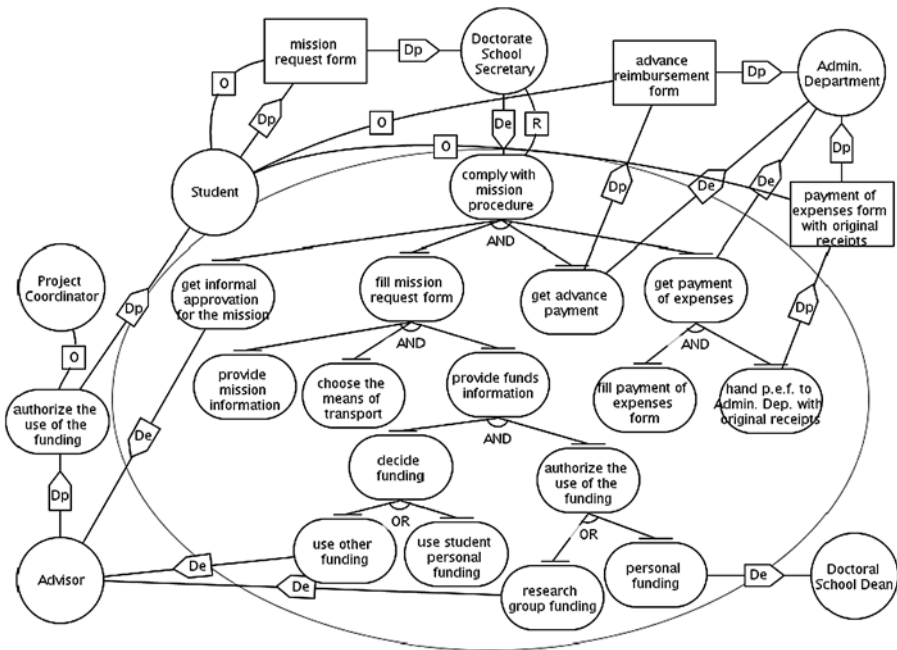 mission
request form
Dp
Doctorate
School
Secretary
advance
reimbursement
form
Dp
Admin.
Department
O
Dp
O
De
R
O
Dp
Student
comply with
mission
procedure
Dp
De
De
payment of
expenses form
with original
receipts
AND
Project
Coordinator
Dp
get informal
approvation
for the mission
fill mission
request form
get advance
payment
get payment
of expenses
Dp
O
AND
AND
authorize the
use of the
funding
De
provide
mission
information
choose the
means of
transport
provide funds
information
fill payment of
expenses
form
hand p.e.f. to
Admin. Dep. with
original receipts
AND
Dp
decide
funding
authorize the
use of the
funding
OR
OR
Advisor
De
use other
funding
use student
personal
funding
De
research
group funding
personal
funding
De
Doctoral
School Dean